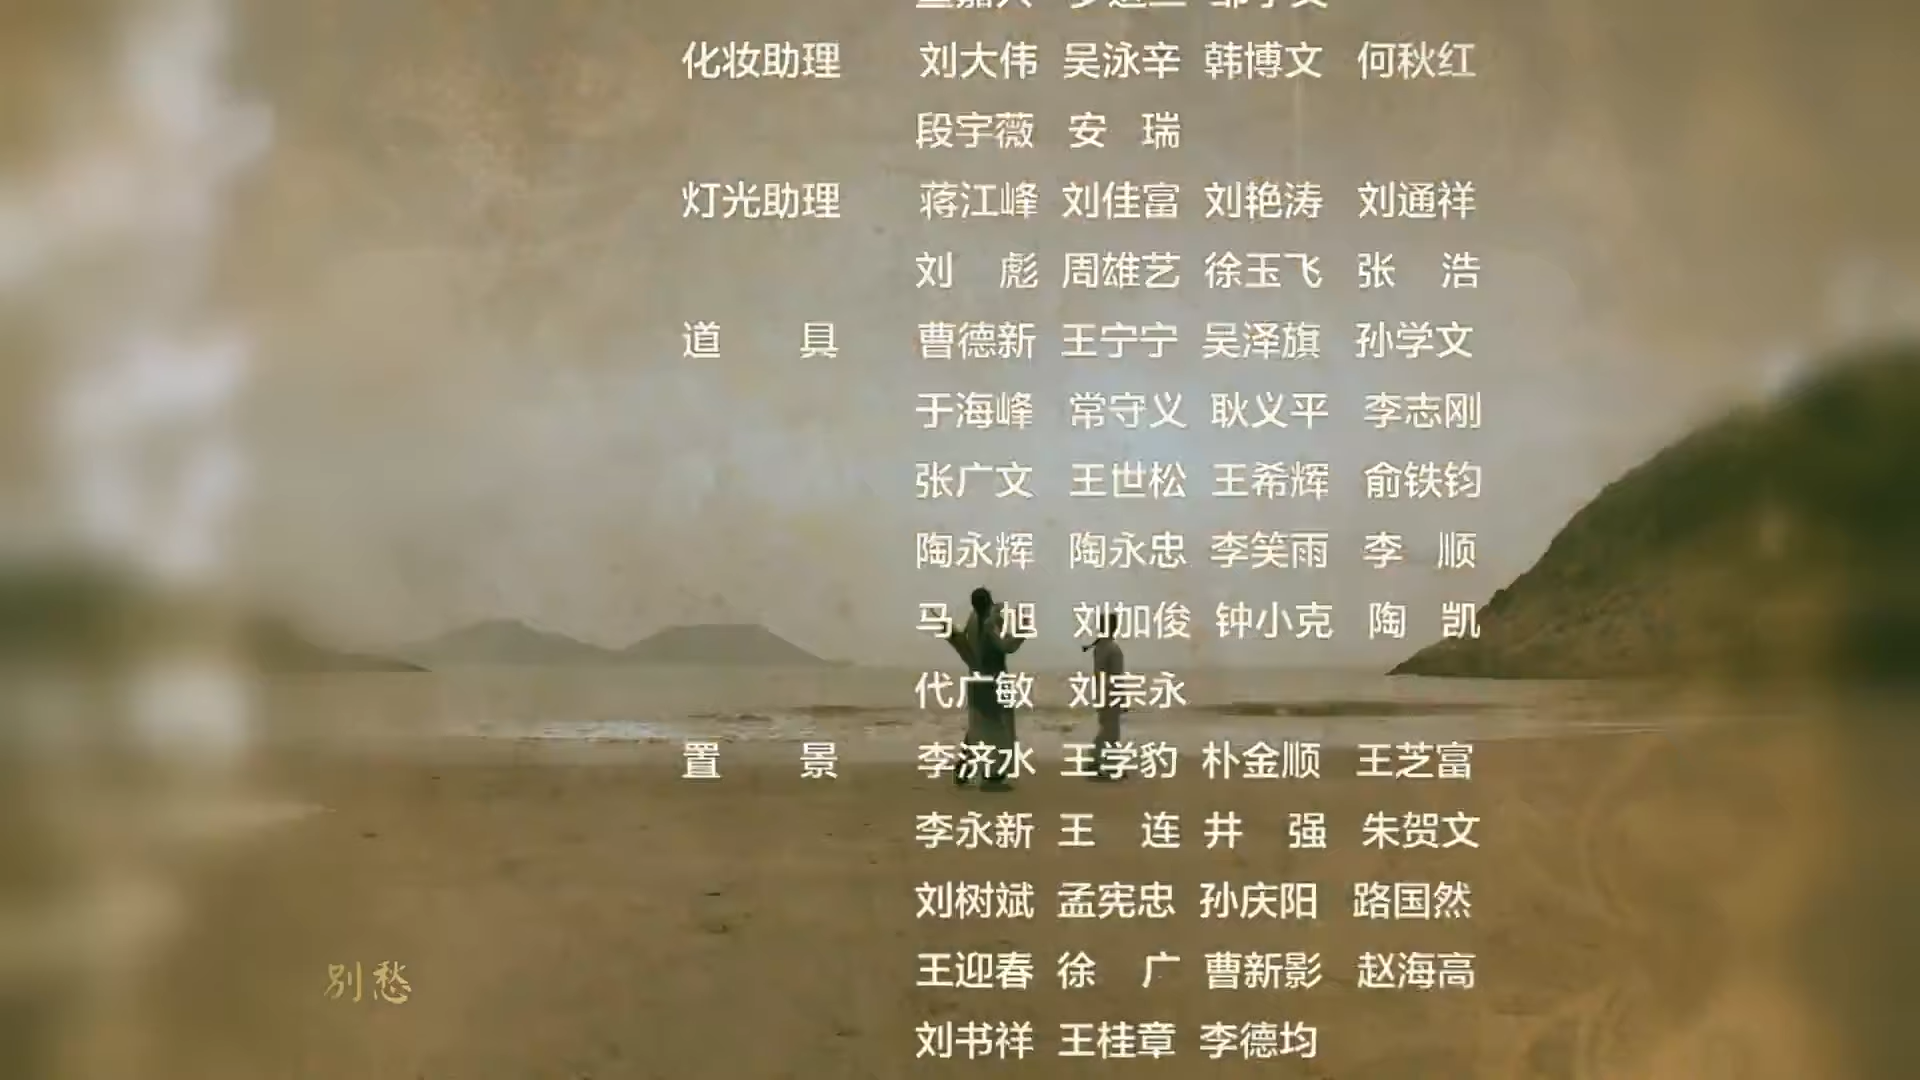 化妆助理 刘大伟 吴泳辛 韩博文 何秋红
段宇薇 安 瑞
灯光助理 蒋江峰 刘佳富 刘艳涛 刘通祥
刘 彪 周雄艺 徐玉飞 张 浩
道 具 曹德新 王宁宁 吴泽旗 孙学文
于海峰 常守义 耿义平 李志刚
张广文 王世松 王希辉 俞铁钧
陶永辉 陶永忠 李笑雨 李 顺
马 旭 刘加俊 钟小克 陶 凯
代广敏 刘宗永
置 景 李济水 王学豹 朴金顺 王芝富
李永新 王 连 井 强 朱贺文
刘树斌 孟宪忠 孙庆阳 路国然
王迎春 徐 广 曹新影 赵海高
别愁
刘书祥 王桂章 李德均